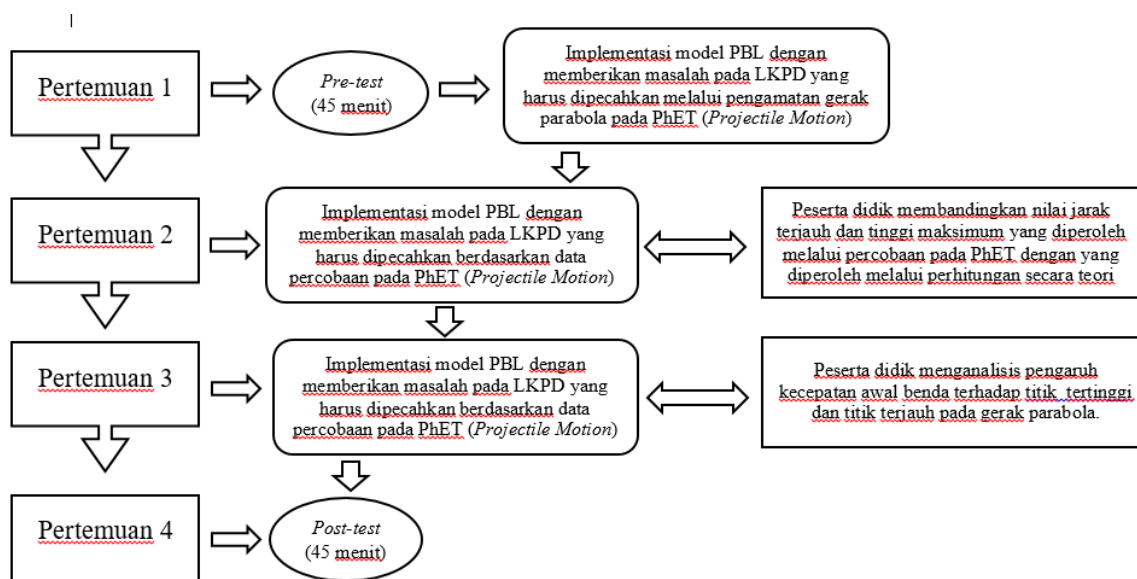 Pertemuan 1
Pre-test
(45 menit)
Implementasi model PBL dengan
memberikan masalah pada LKPD yang
harus dipecahkan melalui pengamatan gerak
parabola pada PhET (Projectile Motion)
Pertemuan 2
Implementasi model PBL dengan
memberikan masalah pada LKPD yang
harus dipecahkan berdasarkan data
percobaan pada PhET (Projectile Motion)
Peserta didik membandingkan nilai jarak
terjauh dan tinggi maksimum yang diperoleh
melalui percobaan pada PhET dengan yang
diperoleh melalui perhitungan secara teori
Pertemuan 3
Implementasi model PBL dengan
memberikan masalah pada LKPD yang
harus dipecahkan berdasarkan data
percobaan pada PhET (Projectile Motion)
Peserta didik menganalisis pengaruh
kecepatan awal benda terhadap titik tertinggi
dan titik terjauh pada gerak parabola.
Pertemuan 4
Post-test
(45 menit)